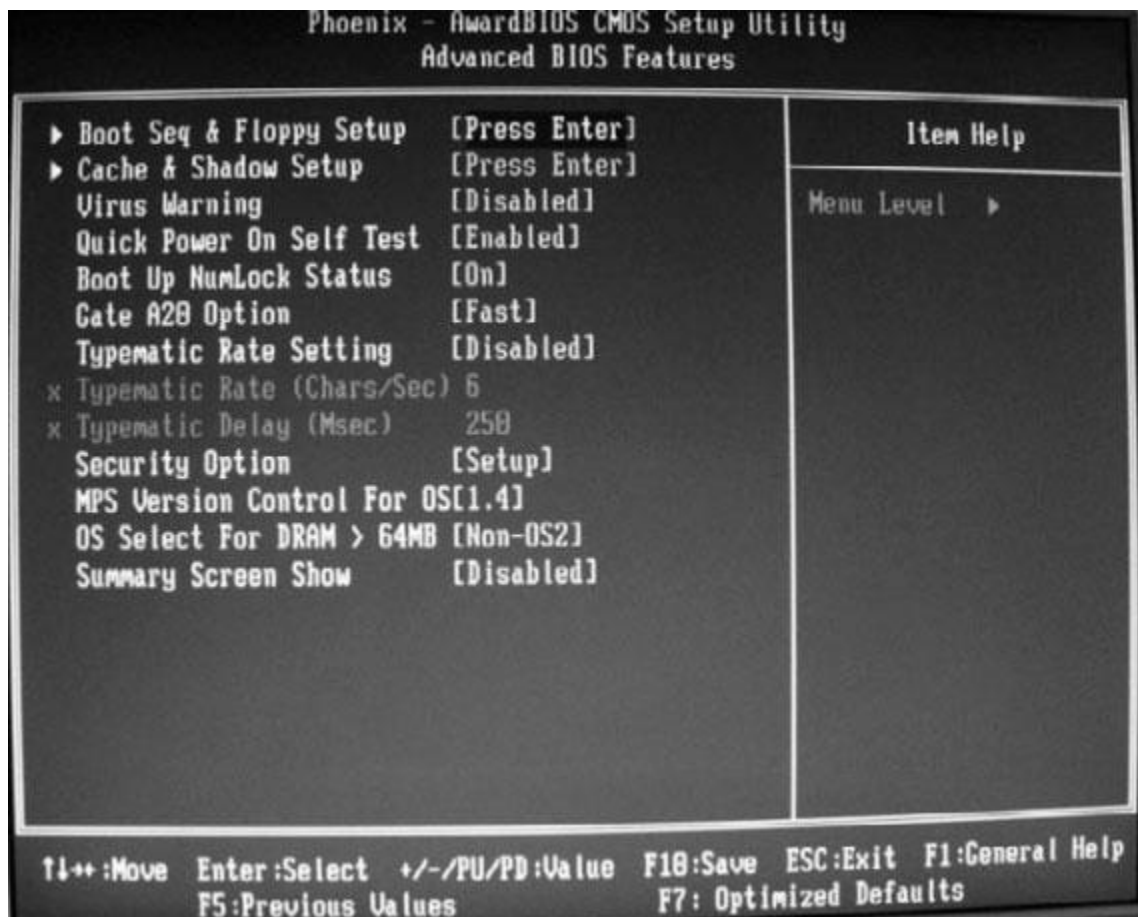 Phoenix - AwardBIOS CMOS Setup Utility
Advanced BIOS Features
▶ Boot Seq & Floppy Setup [Press Enter]
▶ Cache & Shadow Setup [Press Enter]
Virus Warning [Disabled]
Quick Power On Self Test [Enabled]
Boot Up NumLock Status [On]
Gate A20 Option [Fast]
Typematic Rate Setting [Disabled]
x Typematic Rate (Chars/Sec) 6
x Typematic Delay (Msec) 250
Security Option [Setup]
MPS Version Control For OS[1.4]
OS Select For DRAM > 64MB [Non-OS2]
Summary Screen Show [Disabled]
Item Help
Menu Level ▶
↑↓→←:Move Enter:Select +/-/PU/PD:Value F10:Save ESC:Exit F1:General Help
F5:Previous Values F7: Optimized Defaults